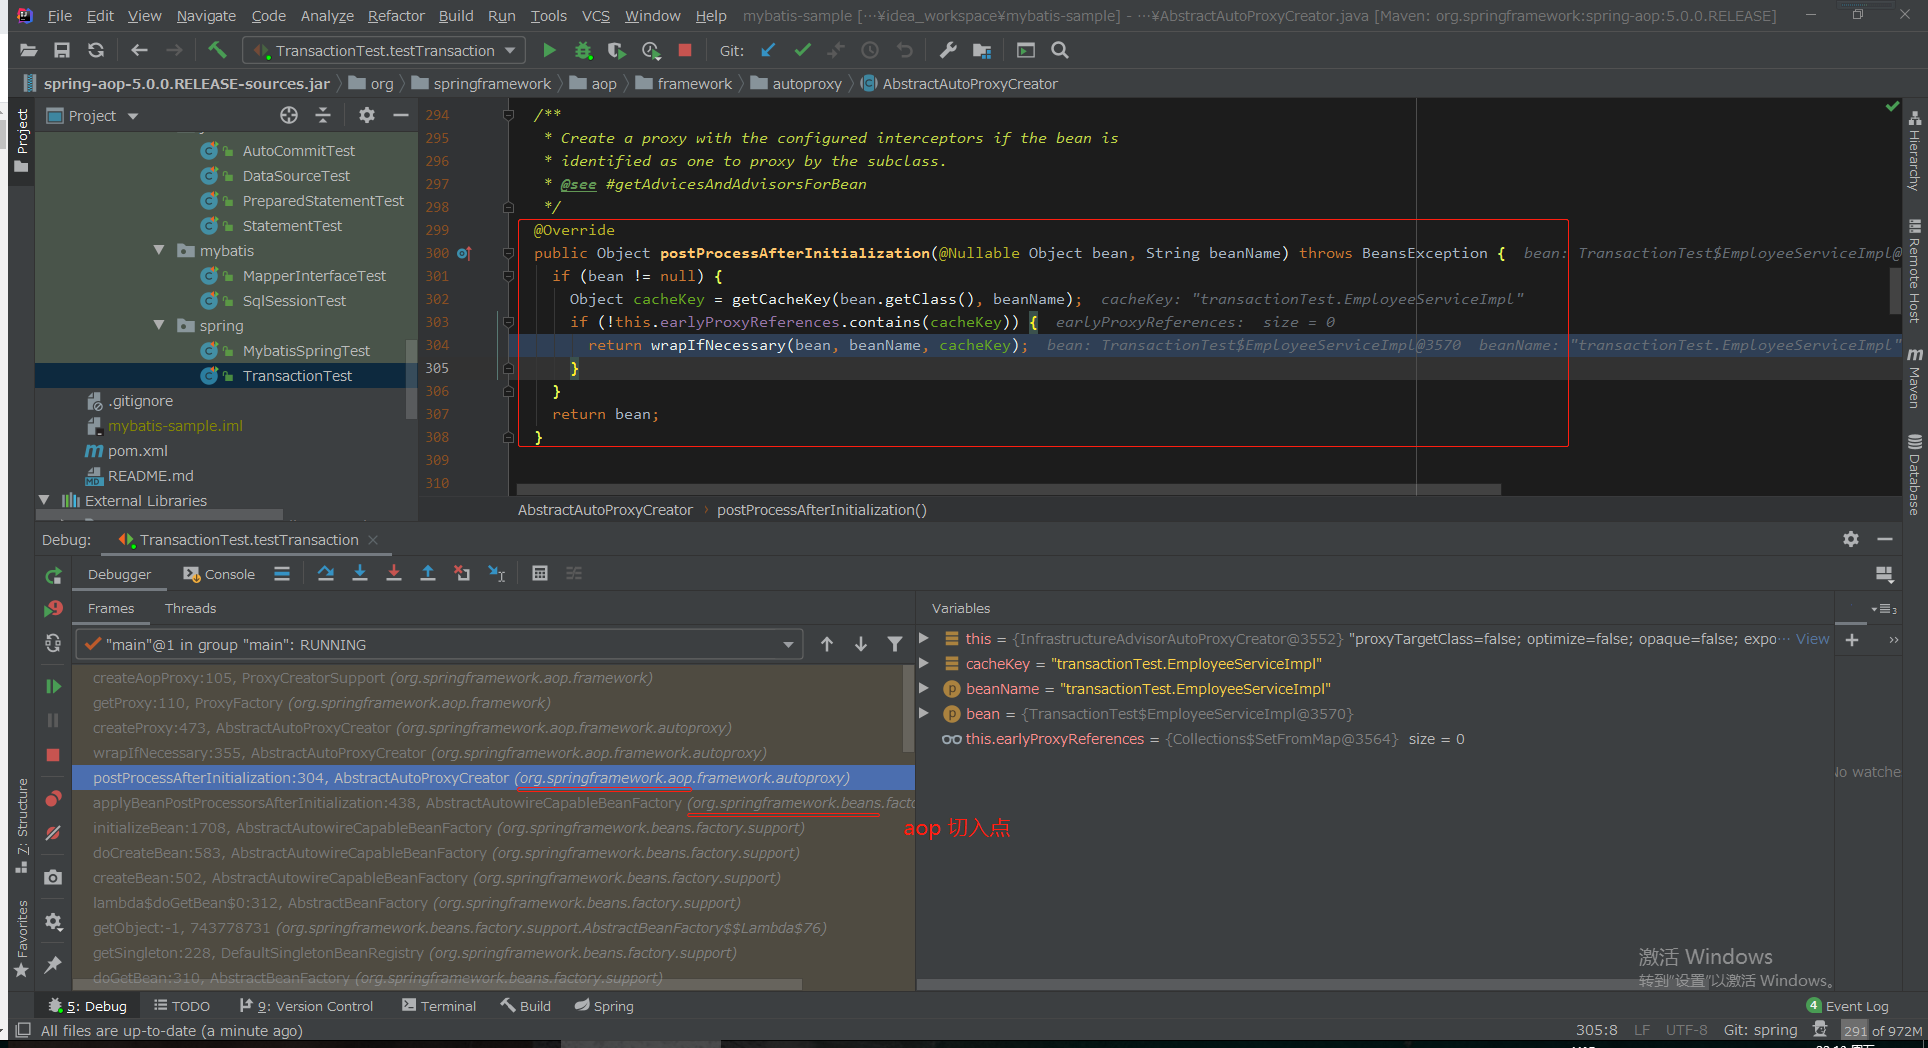 File Edit View Navigate Code Analyze Refactor Build Run Tools VCS Window Help mybatis-sample [...¥idea_workspace¥mybatis-sample] - ...¥AbstractAutoProxyCreator.java [Maven: org.springframework:spring-aop:5.0.0.RELEASE]
TransactionTest.testTransaction Git:
spring-aop-5.0.0.RELEASE-sources.jar org springframework aop framework autoproxy AbstractAutoProxyCreator
Project
AutoCommitTest
DataSourceTest
PreparedStatementTest
StatementTest
mybatis
MapperInterfaceTest
SqlSessionTest
spring
MybatisSpringTest
TransactionTest
.gitignore
mybatis-sample.iml
pom.xml
README.md
External Libraries
294 /**
295 * Create a proxy with the configured interceptors if the bean is
296 * identified as one to proxy by the subclass.
297 * @see #getAdvicesAndAdvisorsForBean
298 */
299 @Override
300 public Object postProcessAfterInitialization(@Nullable Object bean, String beanName) throws BeansException { bean: TransactionTest$EmployeeServiceImpl@
301 if (bean != null) {
302 Object cacheKey = getCacheKey(bean.getClass(), beanName); cacheKey: "transactionTest.EmployeeServiceImpl"
303 if (!this.earlyProxyReferences.contains(cacheKey)) { earlyProxyReferences: size = 0
304 return wrapIfNecessary(bean, beanName, cacheKey); bean: TransactionTest$EmployeeServiceImpl@3570 beanName: "transactionTest.EmployeeServiceImpl"
305 }
306 }
307 return bean;
308 }
309
310
AbstractAutoProxyCreator › postProcessAfterInitialization()
Project
7: Structure
Favorites
Hierarchy
Remote Host
Maven
Database
Debug: TransactionTest.testTransaction
Debugger Console
Frames Threads
"main"@1 in group "main": RUNNING
createAopProxy:105, ProxyCreatorSupport (org.springframework.aop.framework)
getProxy:110, ProxyFactory (org.springframework.aop.framework)
createProxy:473, AbstractAutoProxyCreator (org.springframework.aop.framework.autoproxy)
wrapIfNecessary:355, AbstractAutoProxyCreator (org.springframework.aop.framework.autoproxy)
postProcessAfterInitialization:304, AbstractAutoProxyCreator (org.springframework.aop.framework.autoproxy)
applyBeanPostProcessorsAfterInitialization:438, AbstractAutowireCapableBeanFactory (org.springframework.beans.facto
initializeBean:1708, AbstractAutowireCapableBeanFactory (org.springframework.beans.factory.support)
doCreateBean:583, AbstractAutowireCapableBeanFactory (org.springframework.beans.factory.support)
createBean:502, AbstractAutowireCapableBeanFactory (org.springframework.beans.factory.support)
lambda$doGetBean$0:312, AbstractBeanFactory (org.springframework.beans.factory.support)
getObject:-1, 743778731 (org.springframework.beans.factory.support.AbstractBeanFactory$$Lambda$76)
getSingleton:228, DefaultSingletonBeanRegistry (org.springframework.beans.factory.support)
doGetBean:310, AbstractBeanFactory (org.springframework.beans.factory.support)
aop 切入点
Variables
this = {InfrastructureAdvisorAutoProxyCreator@3552} "proxyTargetClass=false; optimize=false; opaque=false; expo... View
cacheKey = "transactionTest.EmployeeServiceImpl"
beanName = "transactionTest.EmployeeServiceImpl"
bean = {TransactionTest$EmployeeServiceImpl@3570}
this.earlyProxyReferences = {Collections$SetFromMap@3564} size = 0
No watche
激活 Windows
转到"设置"以激活 Windows。
5: Debug TODO 9: Version Control Terminal Build Spring 4 Event Log
All files are up-to-date (a minute ago) 305:8 LF UTF-8 Git: spring 291 of 972M